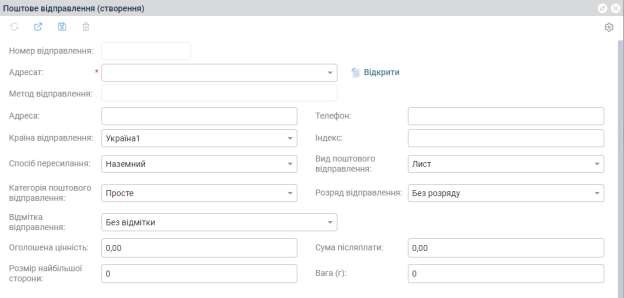 Поштове відправлення (створення)
Номер відправлення:
Адресат: * Відкрити
Метод відправлення:
Адреса: Телефон:
Країна відправлення: Україна1 Індекс:
Спосіб пересилання: Наземний Вид поштового відправлення: Лист
Категорія поштового відправлення: Просте Розряд відправлення: Без розряду
Відмітка відправлення: Без відмітки
Оголошена цінність: 0,00 Сума післяплати: 0,00
Розмір найбільшої сторони: 0 Вага (г): 0